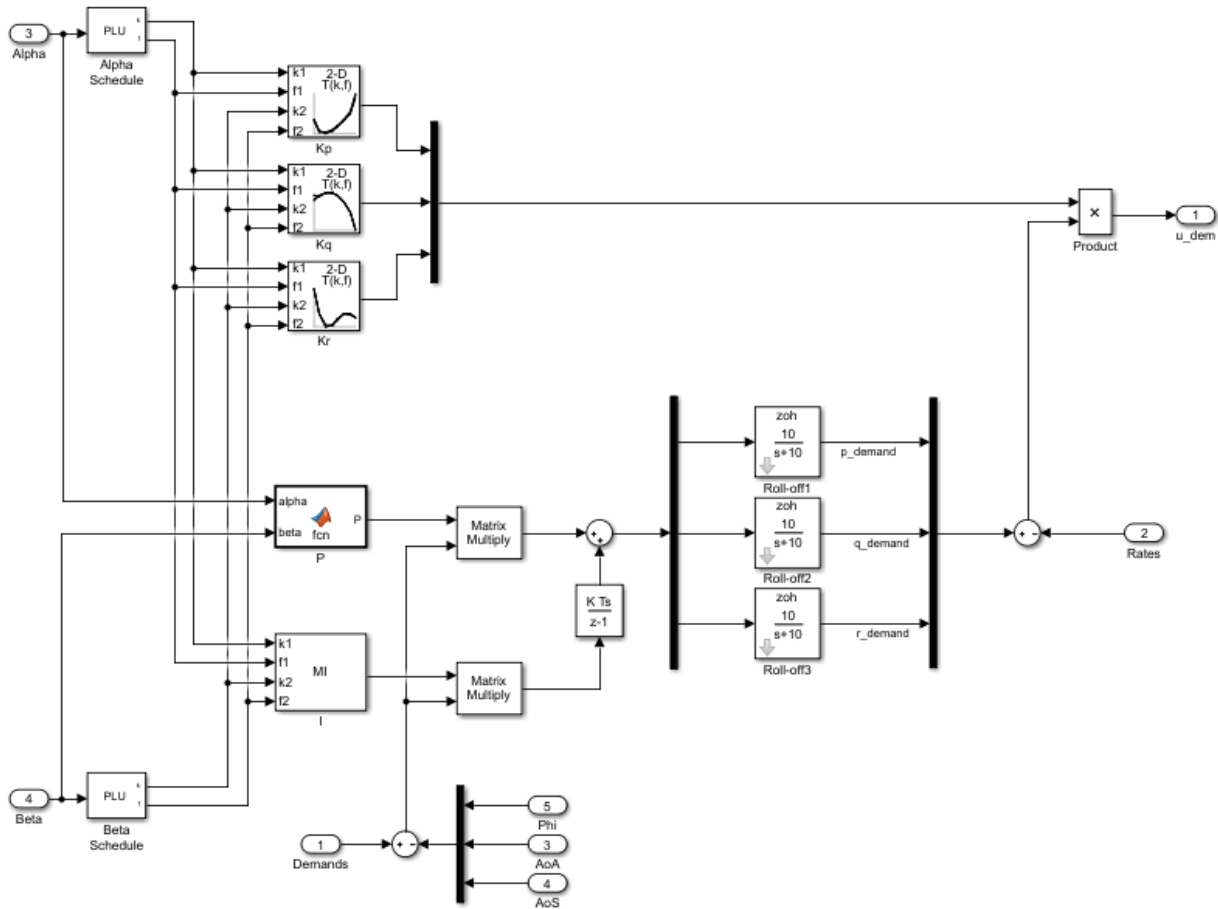 3
Alpha
PLU
k
f
Alpha
Schedule
k1
f1
k2
f2
2-D
T(k,f)
Kp
k1
f1
k2
f2
2-D
T(k,f)
Kq
k1
f1
k2
f2
2-D
T(k,f)
Kr
×
Product
1
u_dem
alpha
beta
fcn
P
P
Matrix
Multiply
+
+
K Ts
z-1
zoh
10
s+10
Roll-off1
p_demand
zoh
10
s+10
Roll-off2
q_demand
zoh
10
s+10
Roll-off3
r_demand
+ -
2
Rates
k1
f1
k2
f2
MI
I
Matrix
Multiply
4
Beta
PLU
k
f
Beta
Schedule
1
Demands
+ -
5
Phi
3
AoA
4
AoS